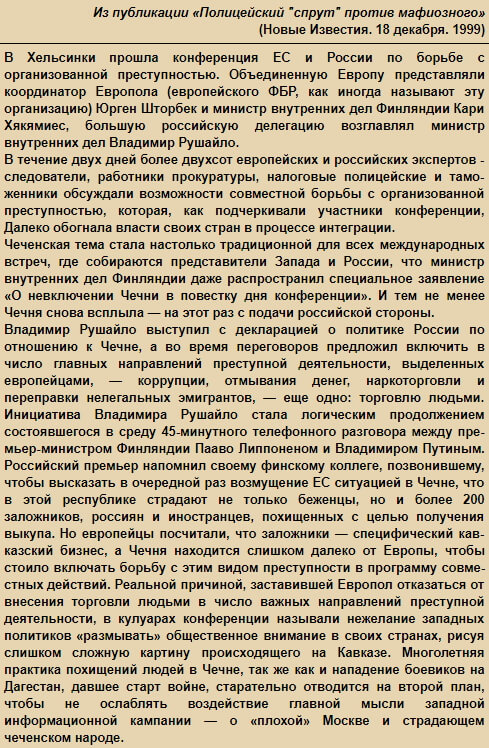 Из публикации «Полицейский "спрут" против мафиозного»
(Новые Известия. 18 декабря. 1999)
В Хельсинки прошла конференция ЕС и России по борьбе с
организованной преступностью. Объединенную Европу представляли
координатор Европола (европейского ФБР, как иногда называют эту
организацию) Юрген Шторбек и министр внутренних дел Финляндии Кари
Хякямиес, большую российскую делегацию возглавлял министр
внутренних дел Владимир Рушайло.
В течение двух дней более двухсот европейских и российских экспертов -
следователи, работники прокуратуры, налоговые полицейские и тамо-
женники обсуждали возможности совместной борьбы с организованной
преступностью, которая, как подчеркивали участники конференции,
Далеко обогнала власти своих стран в процессе интеграции.
Чеченская тема стала настолько традиционной для всех международных
встреч, где собираются представители Запада и России, что министр
внутренних дел Финляндии даже распространил специальное заявление
«О невключении Чечни в повестку дня конференции». И тем не менее
Чечня снова всплыла — на этот раз с подачи российской стороны.
Владимир Рушайло выступил с декларацией о политике России по
отношению к Чечне, а во время переговоров предложил включить в
число главных направлений преступной деятельности, выделенных
европейцами, — коррупции, отмывания денег, наркоторговли и
переправки нелегальных эмигрантов, — еще одно: торговлю людьми.
Инициатива Владимира Рушайло стала логическим продолжением
состоявшегося в среду 45-минутного телефонного разговора между пре-
мьер-министром Финляндии Пааво Липпоненом и Владимиром Путиным.
Российский премьер напомнил своему финскому коллеге, позвонившему,
чтобы высказать в очередной раз возмущение ЕС ситуацией в Чечне, что
в этой республике страдают не только беженцы, но и более 200
заложников, россиян и иностранцев, похищенных с целью получения
выкупа. Но европейцы посчитали, что заложники — специфический кав-
казский бизнес, а Чечня находится слишком далеко от Европы, чтобы
стоило включать борьбу с этим видом преступности в программу совме-
стных действий. Реальной причиной, заставившей Европол отказаться от
внесения торговли людьми в число важных направлений преступной
деятельности, в кулуарах конференции называли нежелание западных
политиков «размывать» общественное внимание в своих странах, рисуя
слишком сложную картину происходящего на Кавказе. Многолетняя
практика похищений людей в Чечне, так же как и нападение боевиков на
Дагестан, давшее старт войне, старательно отводится на второй план,
чтобы не ослаблять воздействие главной мысли западной
информационной кампании — о «плохой» Москве и страдающем
чеченском народе.